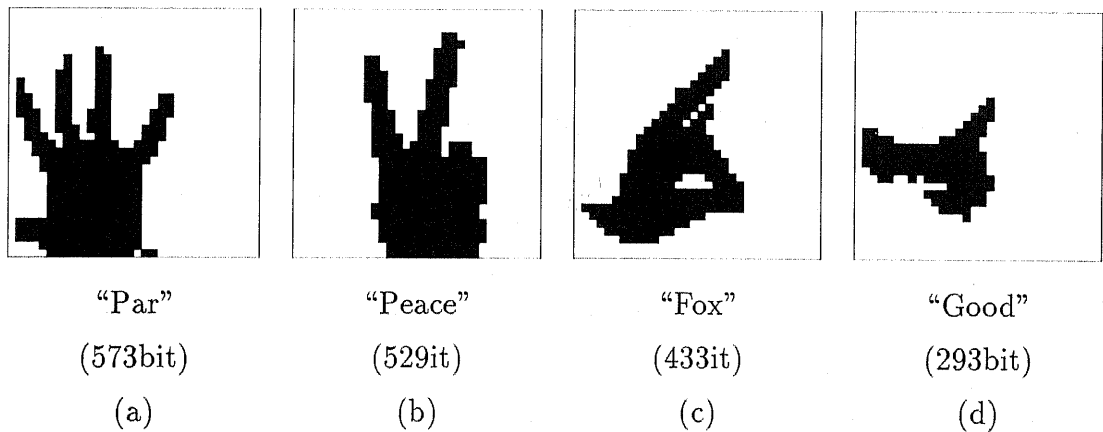 “Par” “Peace” “Fox” “Good”
(573bit) (529it) (433it) (293bit)
(a) (b) (c) (d)